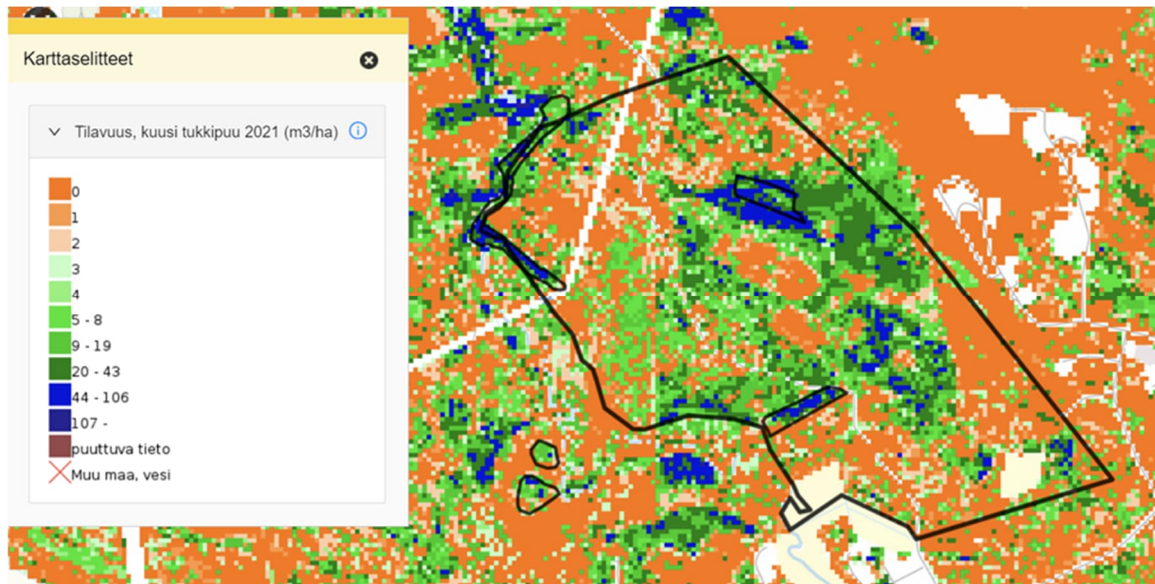 Karttaselitteet
Tilavuus, kuusi tukkipuu 2021 (m3/ha)
0
1
2
3
4
5 - 8
9 - 19
20 - 43
44 - 106
107 -
puuttuva tieto
Muu maa, vesi